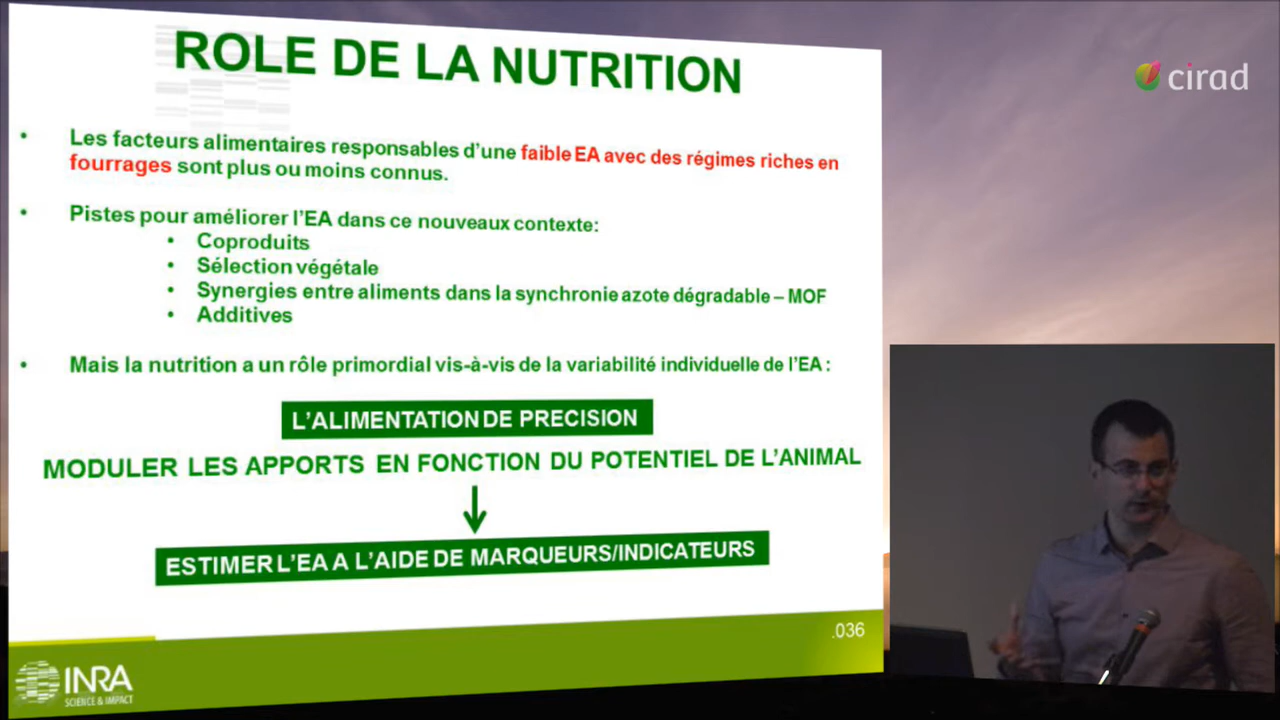 ROLE DE LA NUTRITION
cirad
• Les facteurs alimentaires responsables d'une faible EA avec des régimes riches en
fourrages sont plus ou moins connus.
• Pistes pour améliorer l'EA dans ce nouveaux contexte:
• Coproduits
• Sélection végétale
• Synergies entre aliments dans la synchronie azote dégradable – MOF
• Additives
• Mais la nutrition a un rôle primordial vis-à-vis de la variabilité individuelle de l'EA :
L'ALIMENTATION DE PRECISION
MODULER LES APPORTS EN FONCTION DU POTENTIEL DE L'ANIMAL
ESTIMER L'EA A L'AIDE DE MARQUEURS/INDICATEURS
.036
INRA
SCIENCE & IMPACT